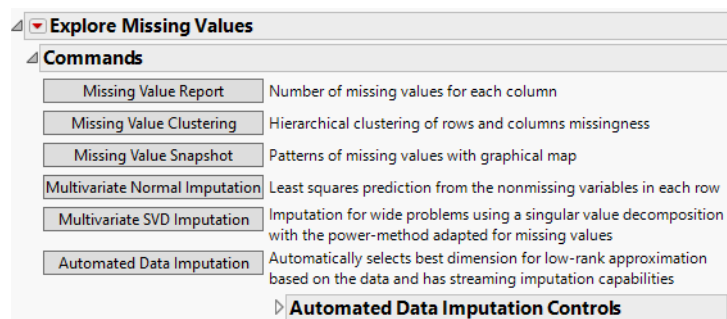 Explore Missing Values
Commands
Missing Value Report Number of missing values for each column
Missing Value Clustering Hierarchical clustering of rows and columns missingness
Missing Value Snapshot Patterns of missing values with graphical map
Multivariate Normal Imputation Least squares prediction from the nonmissing variables in each row
Multivariate SVD Imputation Imputation for wide problems using a singular value decomposition
with the power-method adapted for missing values
Automated Data Imputation Automatically selects best dimension for low-rank approximation
based on the data and has streaming imputation capabilities
Automated Data Imputation Controls